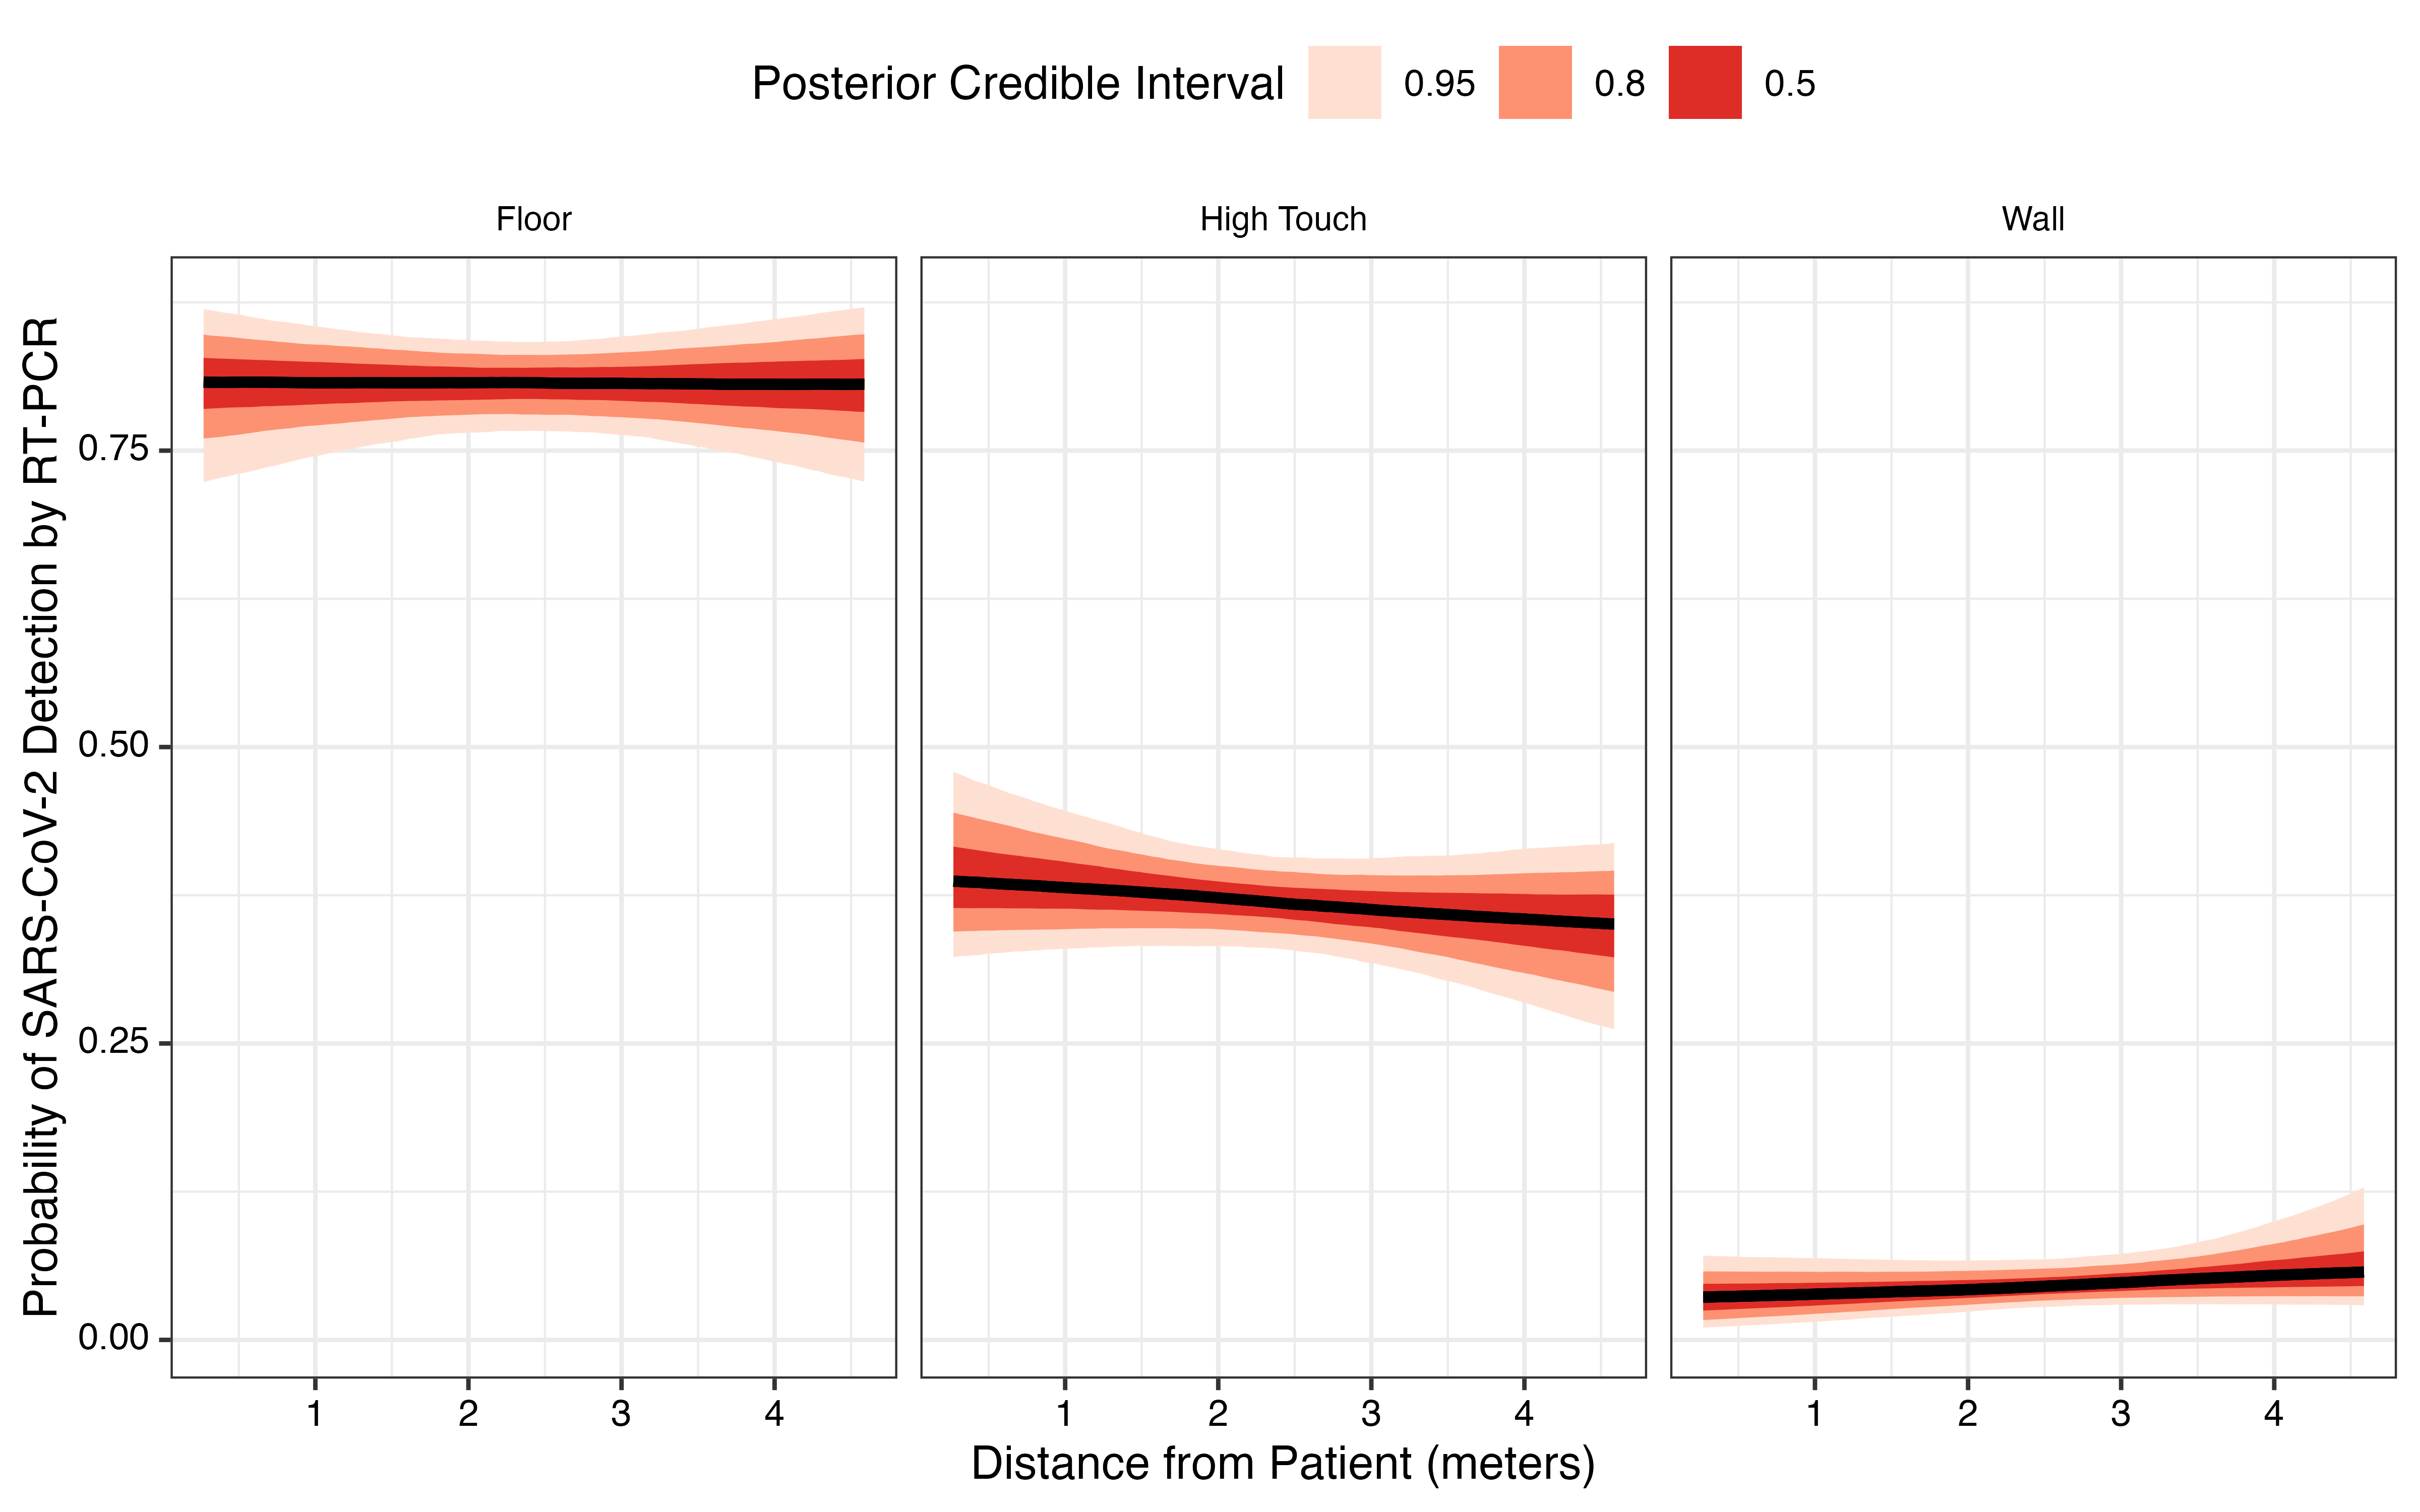 Posterior Credible Interval 0.95 0.8 0.5
Floor High Touch Wall
Probability of SARS-CoV-2 Detection by RT-PCR
0.75
0.50
0.25
0.00
1 2 3 4 1 2 3 4 1 2 3 4
Distance from Patient (meters)